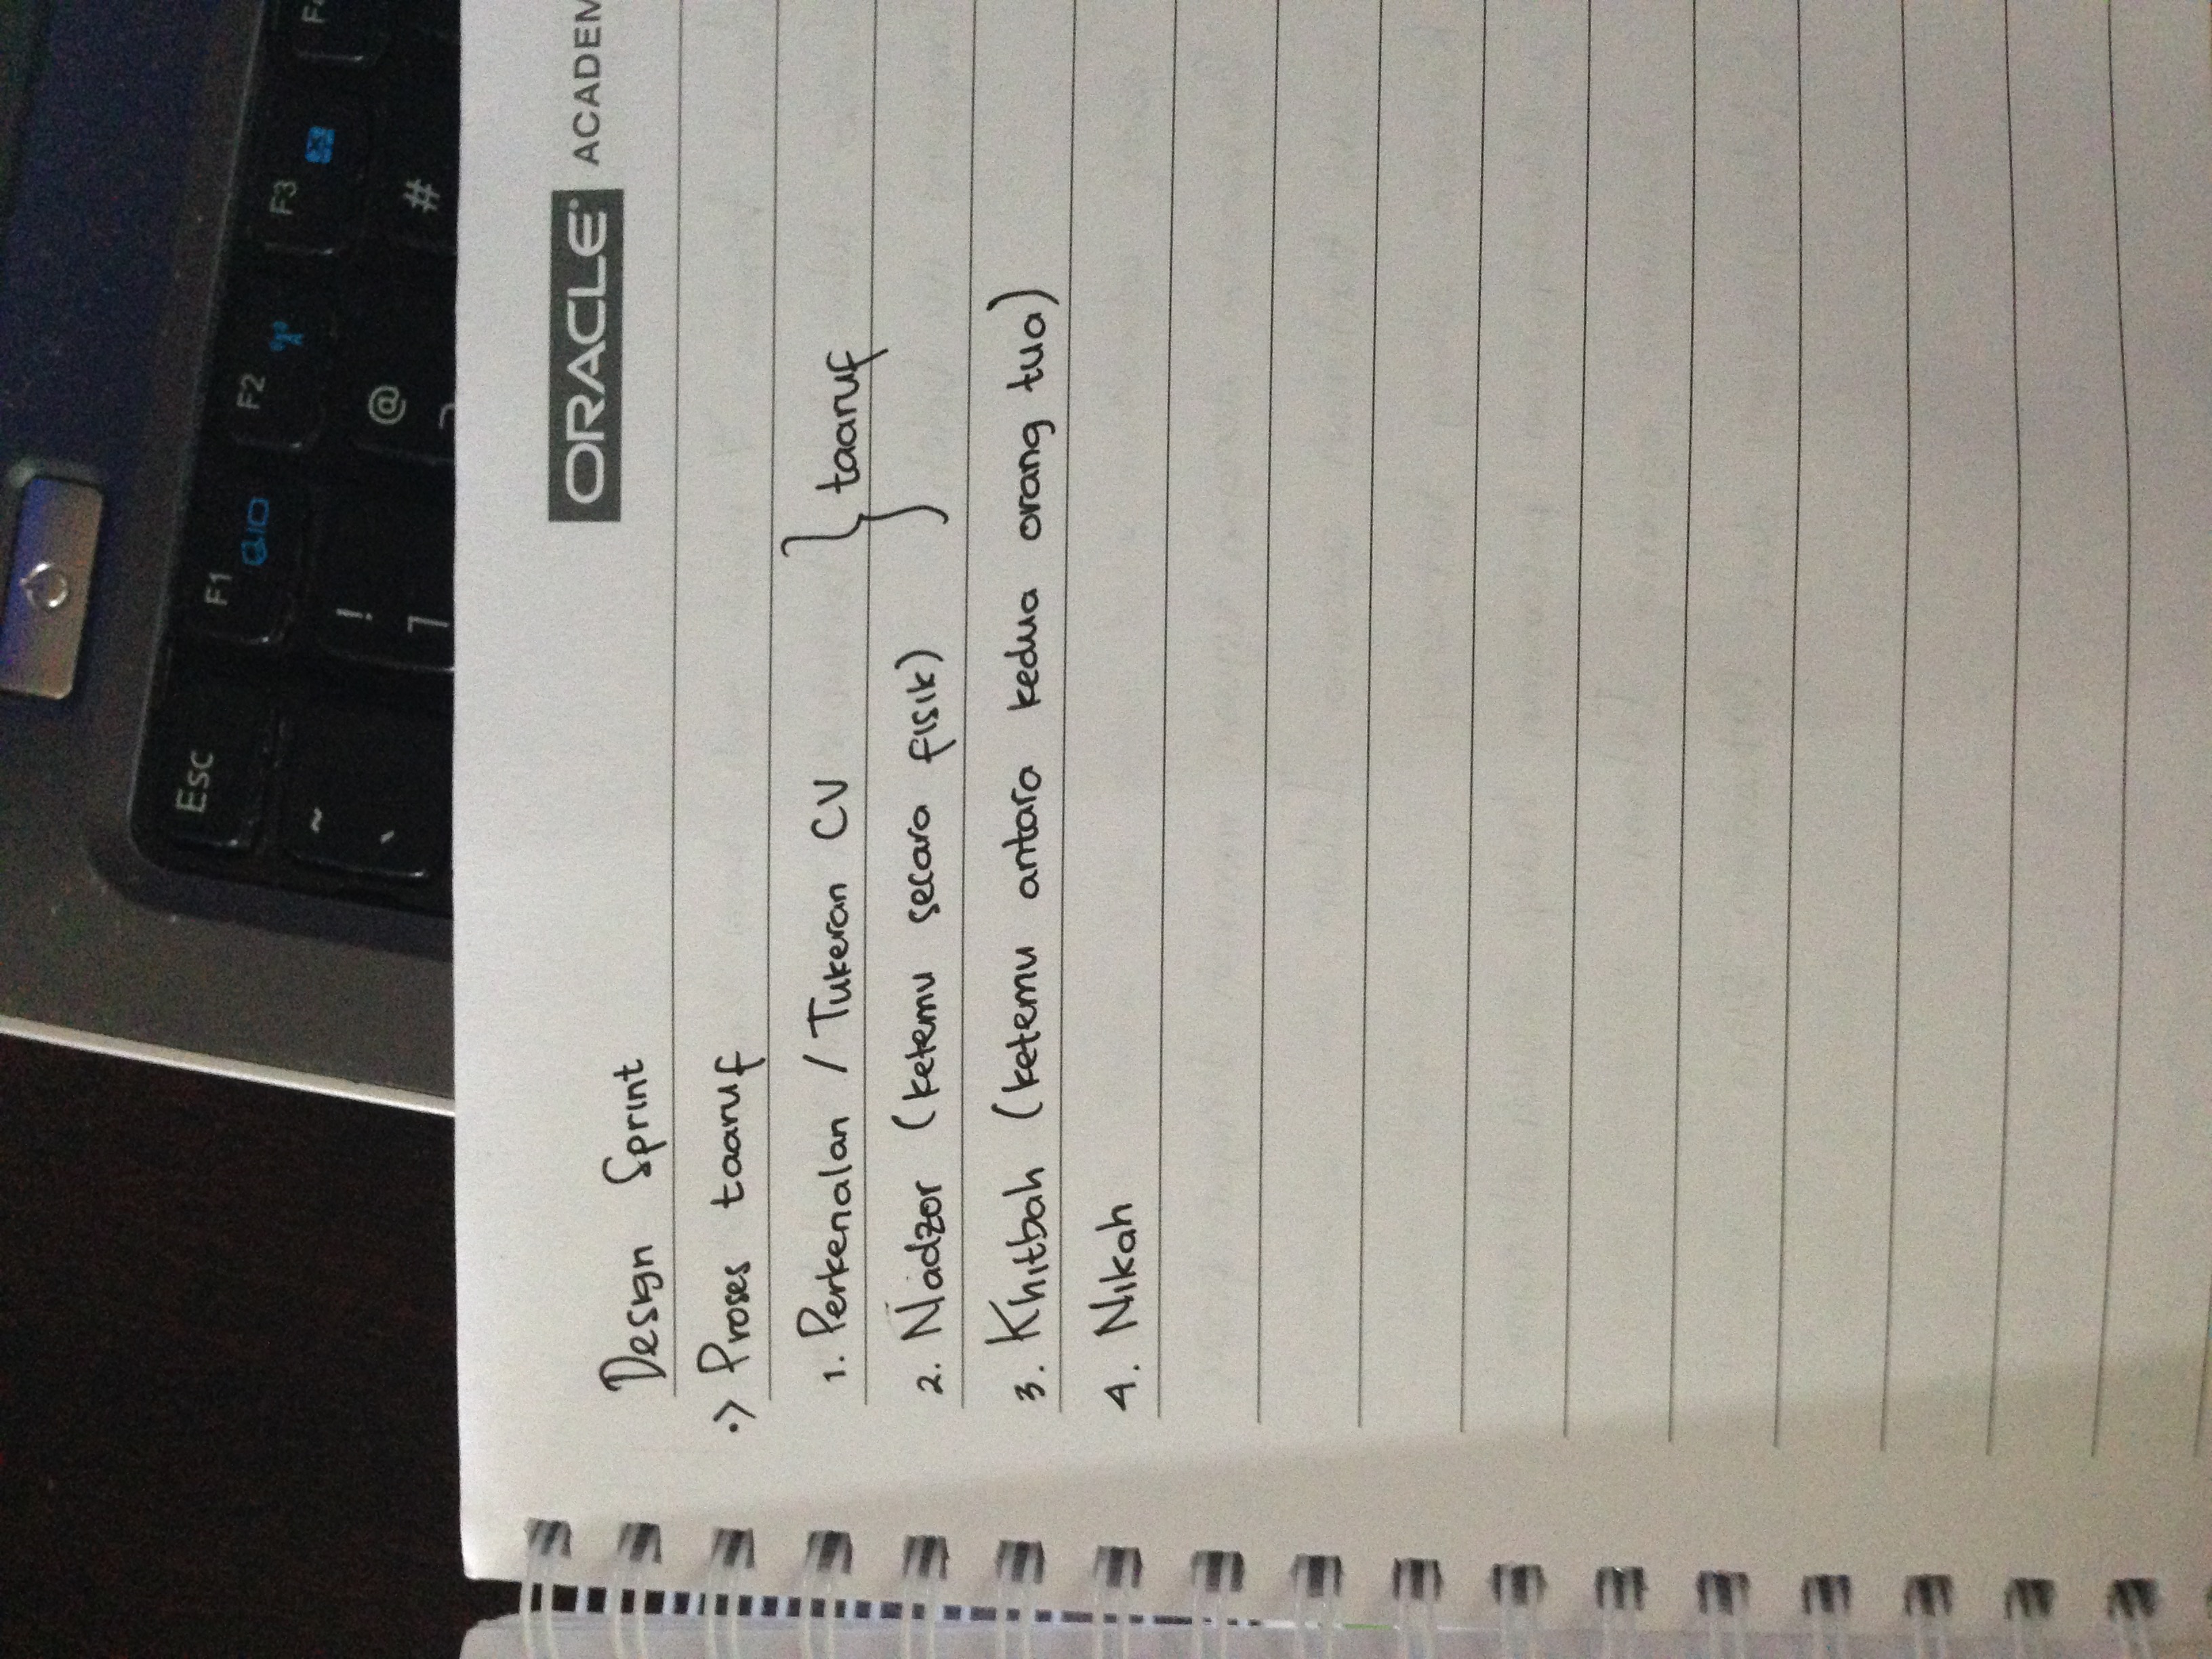 Esc F1 F2 F3
~ ! @ #
`
ORACLE ACADEM
Design Sprint
·> Proses taaruf
1. Perkenalan / Tukeran CV
} taaruf
2. Nadzor (ketemu secara fisik)
3. Khitbah (ketemu antara kedua orang tua)
4. Nikah